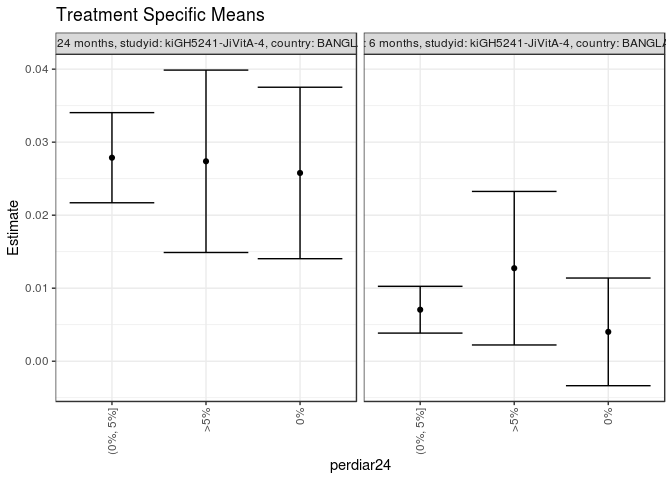 Treatment Specific Means
24 months, studyid: kiGH5241-JiVitA-4, country: BANGL
: 6 months, studyid: kiGH5241-JiVitA-4, country: BANGLA
Estimate
0.04
0.03
0.02
0.01
0.00
(0%, 5%]
>5%
0%
(0%, 5%]
>5%
0%
perdiar24